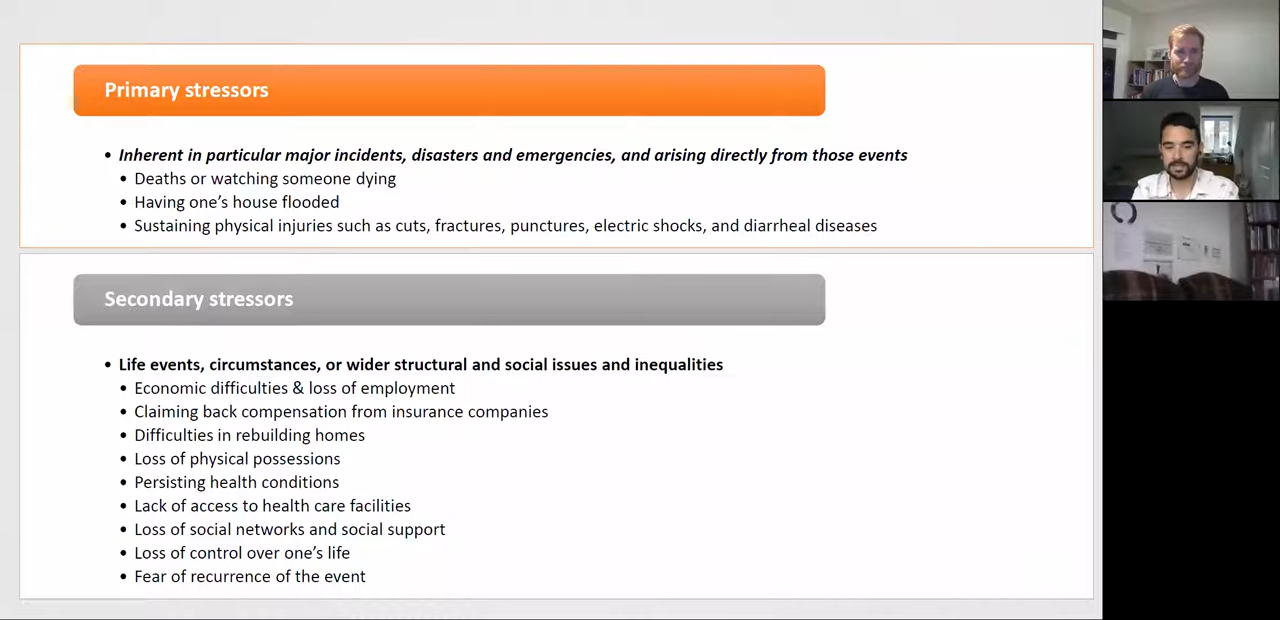 Primary stressors
• Inherent in particular major incidents, disasters and emergencies, and arising directly from those events
• Deaths or watching someone dying
• Having one’s house flooded
• Sustaining physical injuries such as cuts, fractures, punctures, electric shocks, and diarrheal diseases
Secondary stressors
• Life events, circumstances, or wider structural and social issues and inequalities
• Economic difficulties & loss of employment
• Claiming back compensation from insurance companies
• Difficulties in rebuilding homes
• Loss of physical possessions
• Persisting health conditions
• Lack of access to health care facilities
• Loss of social networks and social support
• Loss of control over one’s life
• Fear of recurrence of the event